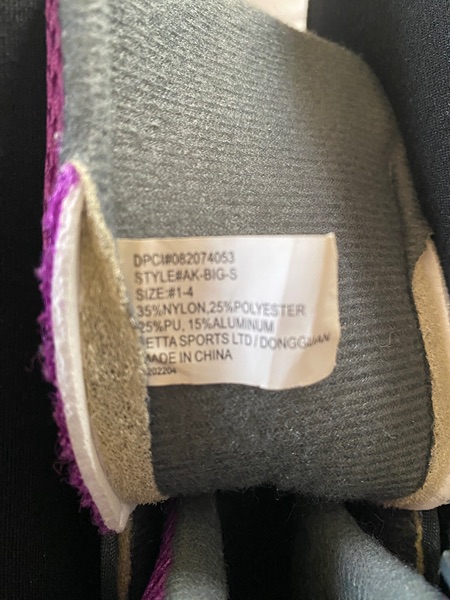 DPCI#082074053
STYLE#AK-BIG-S
SIZE:#1-4
35%NYLON,25%POLYESTER
25%PU, 15%ALUMINUM
SPORTS LTD/DONGGUAN
MADE IN CHINA
202204